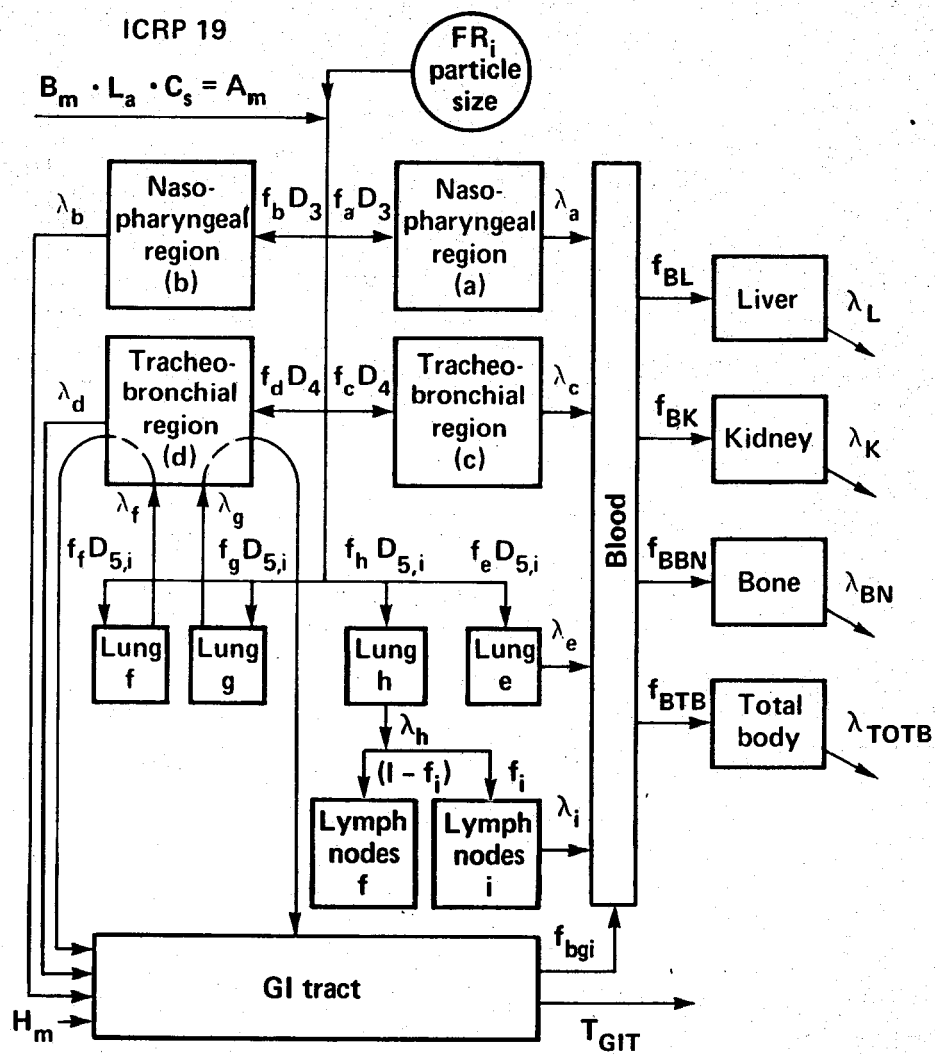 ICRP 19
FR_i
particle
size
B_m · L_a · C_s = A_m
λ_b
Naso-
pharyngeal
region
(b)
f_b D_3
f_a D_3
Naso-
pharyngeal
region
(a)
λ_a
λ_d
Tracheo-
bronchial
region
(d)
f_d D_4
f_c D_4
Tracheo-
bronchial
region
(c)
λ_c
λ_f
λ_g
f_f D_5,i
f_g D_5,i
f_h D_5,i
f_e D_5,i
Lung
f
Lung
g
Lung
h
Lung
e
λ_e
λ_h
(I – f_i)
f_i
Lymph
nodes
f
Lymph
nodes
i
λ_i
Blood
f_BL
Liver
λ_L
f_BK
Kidney
λ_K
f_BBN
Bone
λ_BN
f_BTB
Total
body
λ_TOTB
f_bgi
GI tract
H_m
T_GIT